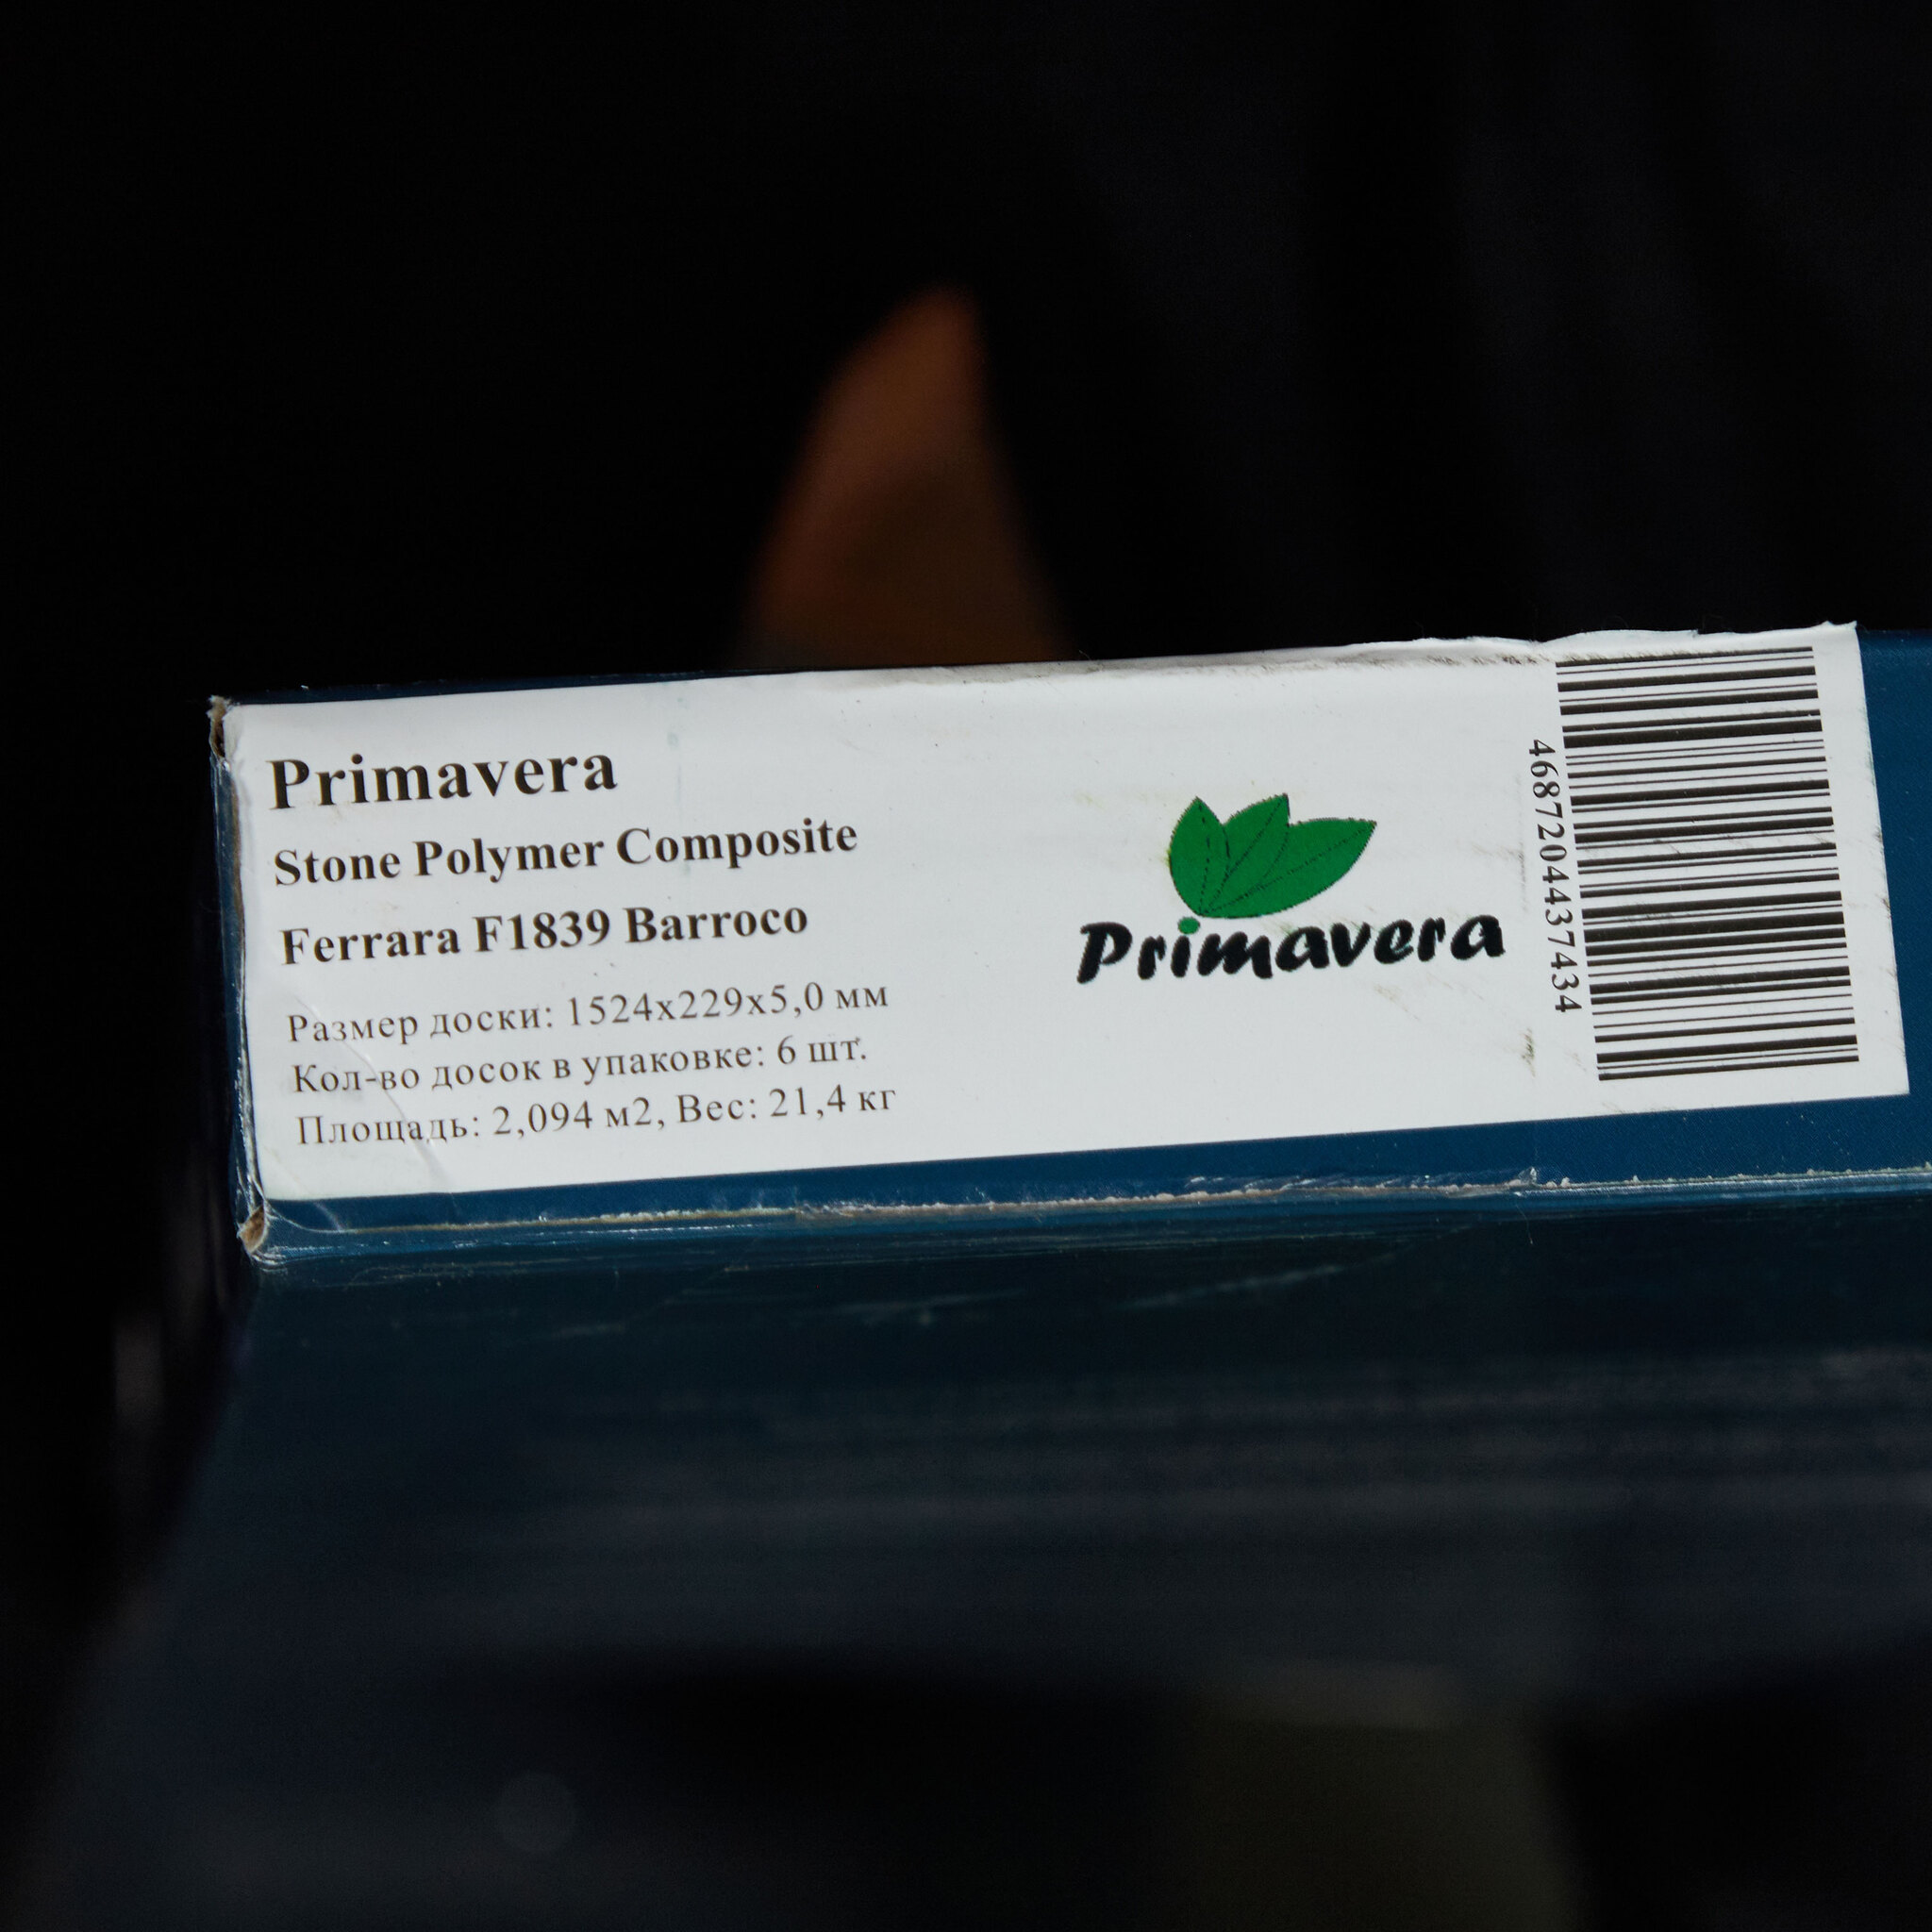 Primavera
Stone Polymer Composite
Ferrara F1839 Barroco
Размер доски: 1524x229x5,0 мм
Кол-во досок в упаковке: 6 шт.
Площадь: 2,094 м2, Вес: 21,4 кг
Primavera
4687204437434